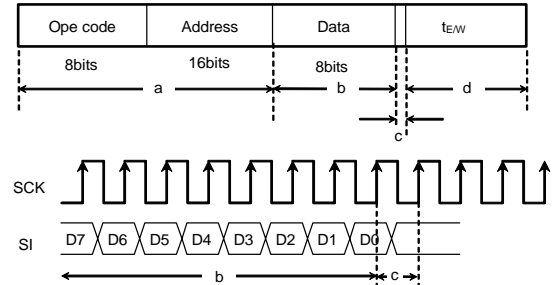 Ope code Address Data tE/W
8bits 16bits 8bits
a b d
c
SCK
SI D7 D6 D5 D4 D3 D2 D1 D0
b c